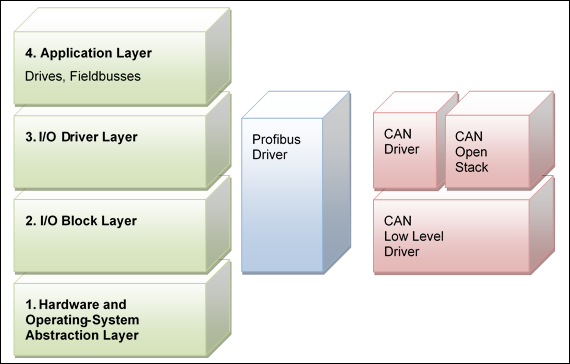 4. Application Layer
Drives, Fieldbusses
3. I/O Driver Layer
2. I/O Block Layer
1. Hardware and
Operating-System
Abstraction Layer
Profibus
Driver
CAN
Driver
CAN
Open
Stack
CAN
Low Level
Driver